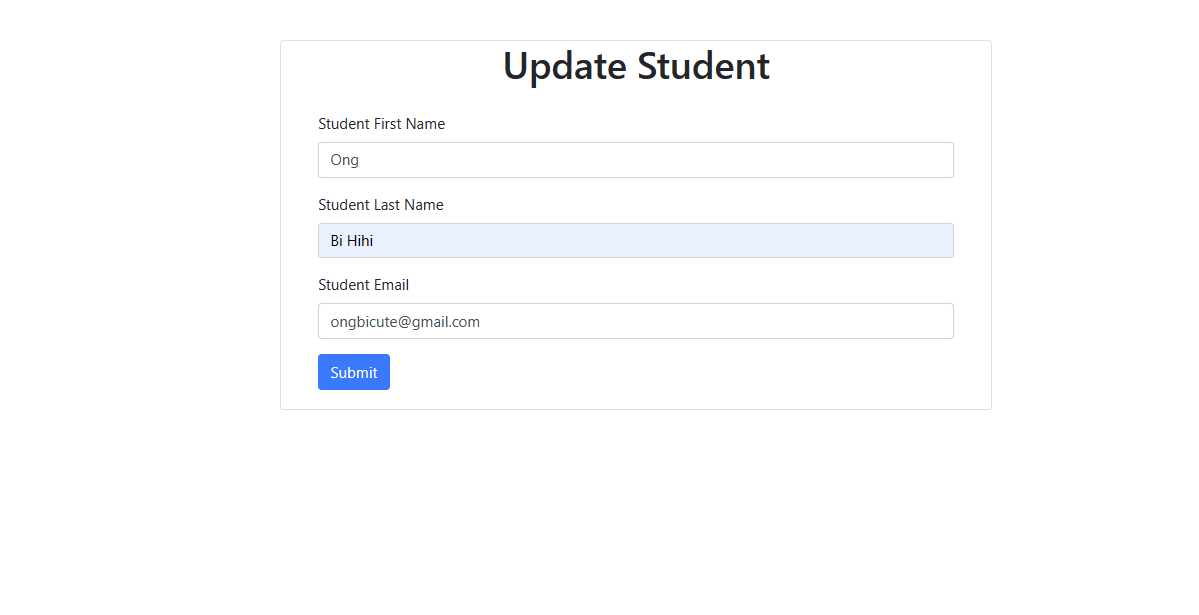 Update Student
Student First Name
Ong
Student Last Name
Bi Hihi
Student Email
ongbicute@gmail.com
Submit